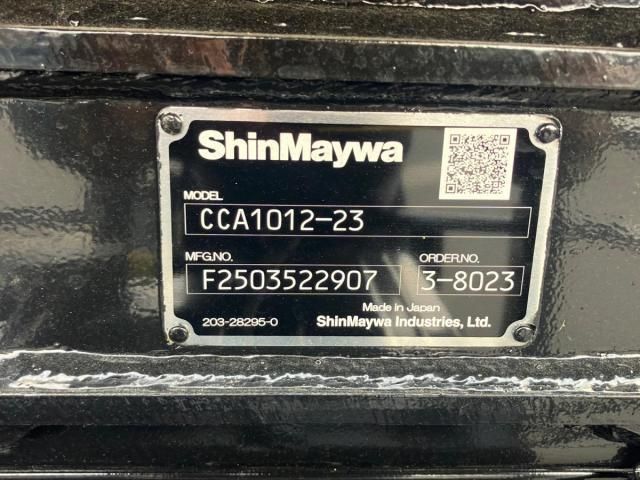 ShinMaywa
MODEL
CCA1012-23
MFG.NO. ORDER.NO.
F2503522907 3-8023
Made in Japan
203-28295-0 ShinMaywa Industries, Ltd.